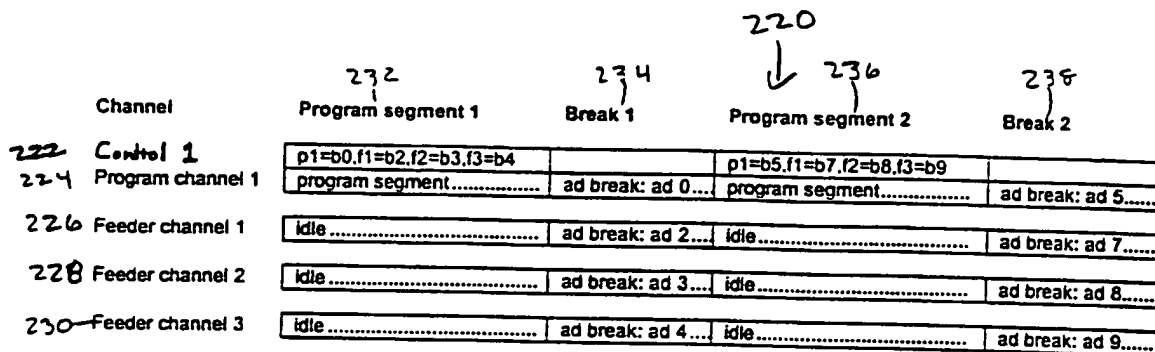 220
232 234 236 238
Channel Program segment 1 Break 1 Program segment 2 Break 2
222 Control 1 p1=b0,f1=b2,f2=b3,f3=b4 p1=b5,f1=b7,f2=b8,f3=b9
224 Program channel 1 program segment................. ad break: ad 0.... program segment................. ad break: ad 5......
226 Feeder channel 1 idle ................................... ad break: ad 2.... idle................................... ad break: ad 7......
228 Feeder channel 2 idle ................................... ad break: ad 3.... idle................................... ad break: ad 8......
230 Feeder channel 3 idle ................................... ad break: ad 4.... idle................................... ad break: ad 9......